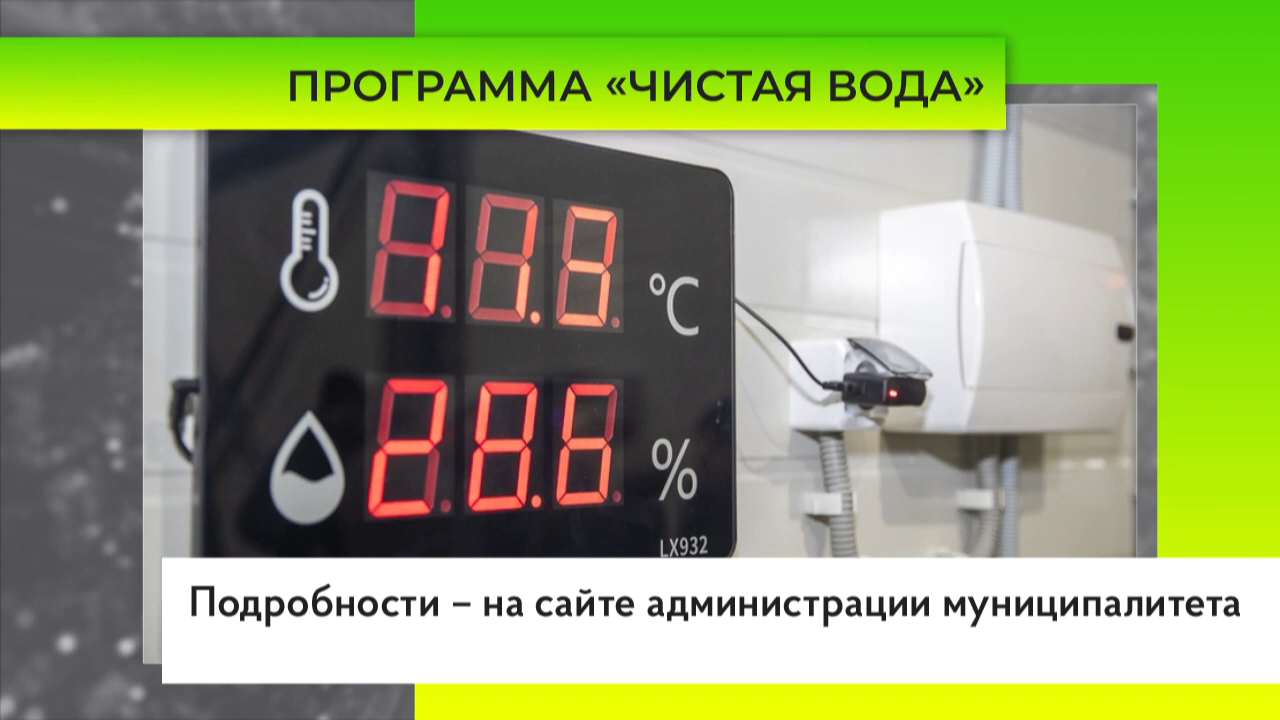 ПРОГРАММА «ЧИСТАЯ ВОДА»
°C
%
LX932
Подробности – на сайте администрации муниципалитета